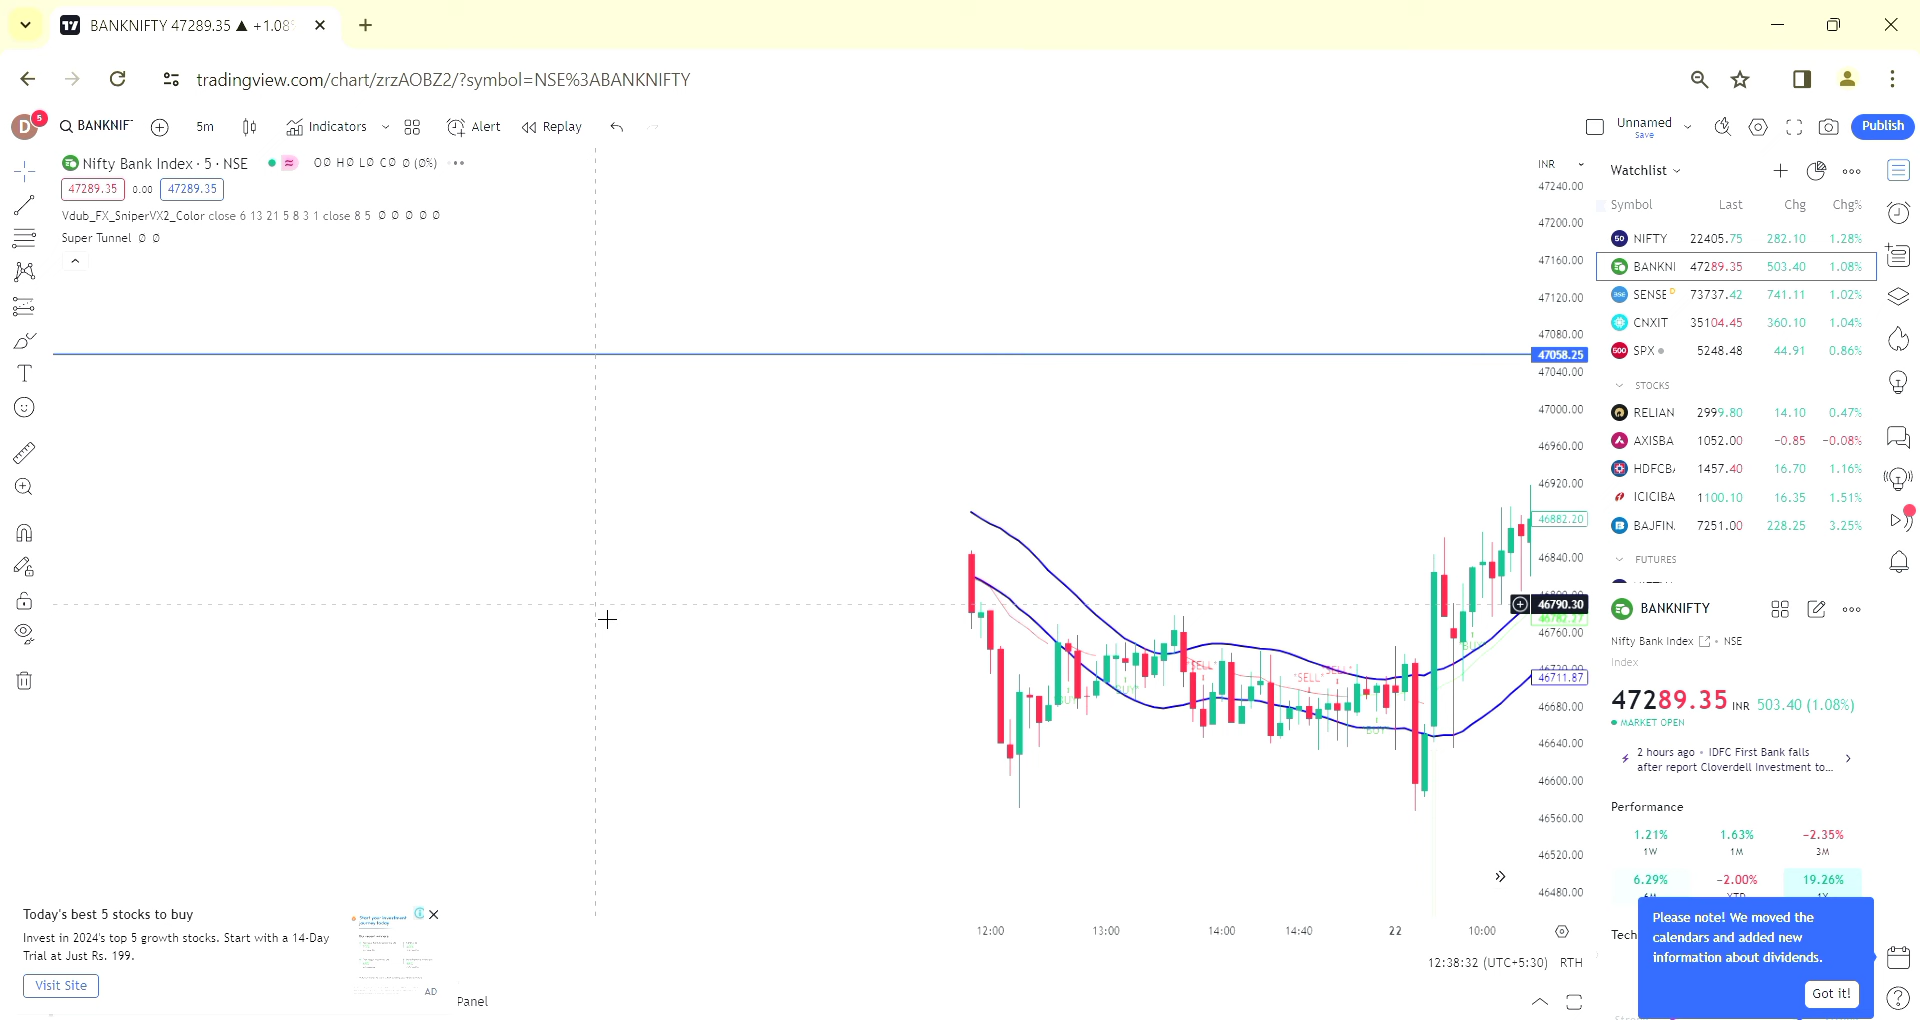 BANKNIFTY 47289.35 ▲ +1.08%
tradingview.com/chart/zrzAOBZ2/?symbol=NSE%3ABANKNIFTY
D 5 BANKNIF 5m Indicators Alert Replay Unnamed Save Publish
Nifty Bank Index · 5 · NSE O∅ H∅ L∅ C∅ ∅ (0%)
47289.35 0.00 47289.35
Vdub_FX_SniperVX2_Color close 6 13 21 5 8 3 1 close 8 5 ∅ ∅ ∅ ∅ ∅
Super Tunnel ∅ ∅
INR
47240.00
47200.00
47160.00
47120.00
47080.00
47058.25
47040.00
47000.00
46960.00
46920.00
46882.20
46840.00
46790.30
46760.00
46711.87
46680.00
46640.00
46600.00
46560.00
46520.00
46480.00
"SELL"
"SELL"
"SELL"
BUY
12:00 13:00 14:00 14:40 22 10:00
12:38:32 (UTC+5:30) RTH
Today's best 5 stocks to buy
Invest in 2024's top 5 growth stocks. Start with a 14-Day
Trial at Just Rs. 199.
Visit Site
AD
Panel
Watchlist
Symbol Last Chg Chg%
50 NIFTY 22405.75 282.10 1.28%
BANKNI 47289.35 503.40 1.08%
BSE SENSE D 73737.42 741.11 1.02%
CNXIT 35104.45 360.10 1.04%
500 SPX 5248.48 44.91 0.86%
STOCKS
RELIAN 2999.80 14.10 0.47%
AXISBA 1052.00 −0.85 −0.08%
HDFCB 1457.40 16.70 1.16%
ICICIBA 1100.10 16.35 1.51%
BAJFIN. 7251.00 228.25 3.25%
FUTURES
BANKNIFTY
Nifty Bank Index • NSE
Index
47289.35 INR 503.40 (1.08%)
MARKET OPEN
2 hours ago • IDFC First Bank falls
after report Cloverdell Investment to...
Performance
1.21% 1.63% −2.35%
1W 1M 3M
6.29% −2.00% 19.26%
Tech
Please note! We moved the
calendars and added new
information about dividends.
Got it!